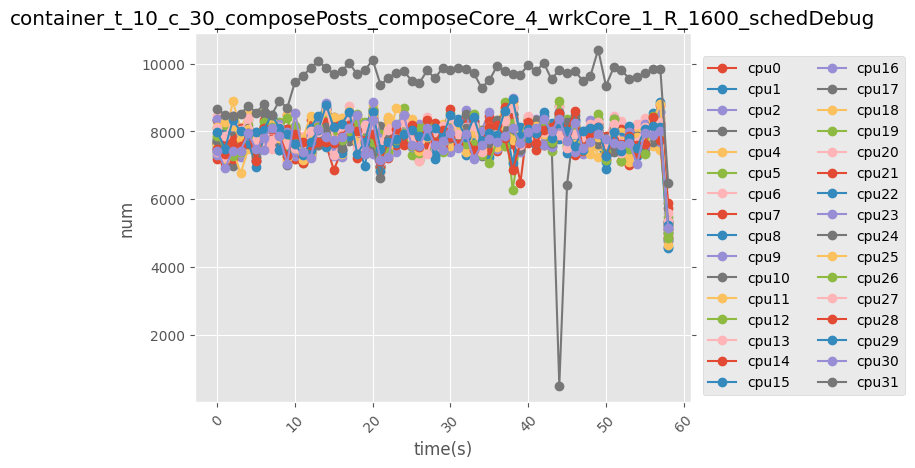 container_t_10_c_30_composePosts_composeCore_4_wrkCore_1_R_1600_schedDebug
10000
8000
6000
4000
2000
num
0
10
20
30
40
50
60
time(s)
cpu0
cpu1
cpu2
cpu3
cpu4
cpu5
cpu6
cpu7
cpu8
cpu9
cpu10
cpu11
cpu12
cpu13
cpu14
cpu15
cpu16
cpu17
cpu18
cpu19
cpu20
cpu21
cpu22
cpu23
cpu24
cpu25
cpu26
cpu27
cpu28
cpu29
cpu30
cpu31